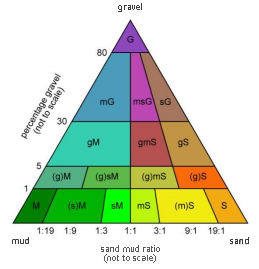 gravel
G
80
percentage gravel
(not to scale)
mG
msG
sG
30
gM
gmS
gS
5
(g)M
(g)sM
(g)mS
(g)S
1
M
(s)M
sM
mS
(m)S
S
1:19
1:9
1:3
1:1
3:1
9:1
19:1
mud
sand
sand mud ratio
(not to scale)